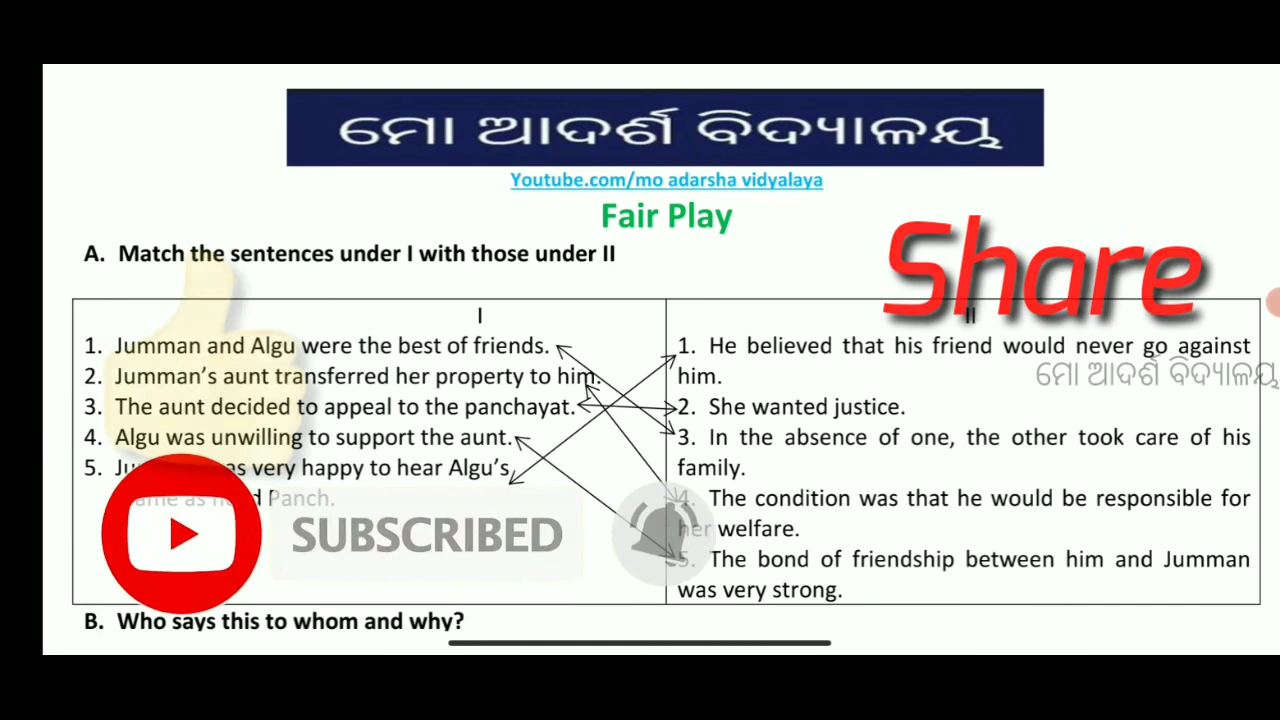 ମୋ ଆଦର୍ଶ ବିଦ୍ୟାଳୟ
Youtube.com/mo adarsha vidyalaya
Fair Play
Share
A. Match the sentences under I with those under II
I
1. Jumman and Algu were the best of friends.
2. Jumman's aunt transferred her property to him.
3. The aunt decided to appeal to the panchayat.
4. Algu was unwilling to support the aunt.
5. very happy to hear Algu's
Panch.
II
1. He believed that his friend would never go against
him.
2. She wanted justice.
3. In the absence of one, the other took care of his
family.
4. The condition was that he would be responsible for
her welfare.
5. The bond of friendship between him and Jumman
was very strong.
ମୋ ଆଦର୍ଶ ବିଦ୍ୟାଳୟ
SUBSCRIBED
B. Who says this to whom and why?